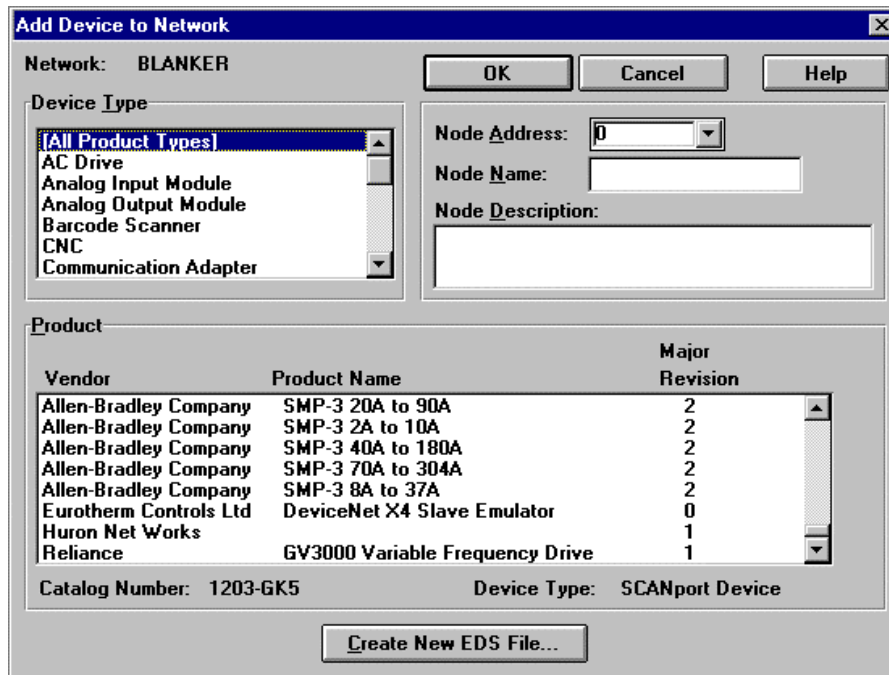 Add Device to Network
Network: BLANKER
OK
Cancel
Help
Device Type
[All Product Types]
AC Drive
Analog Input Module
Analog Output Module
Barcode Scanner
CNC
Communication Adapter
Node Address: 0
Node Name:
Node Description:
Product
Vendor Product Name Major Revision
Allen-Bradley Company SMP-3 20A to 90A 2
Allen-Bradley Company SMP-3 2A to 10A 2
Allen-Bradley Company SMP-3 40A to 180A 2
Allen-Bradley Company SMP-3 70A to 304A 2
Allen-Bradley Company SMP-3 8A to 37A 2
Eurotherm Controls Ltd DeviceNet X4 Slave Emulator 0
Huron Net Works 1
Reliance GV3000 Variable Frequency Drive 1
Catalog Number: 1203-GK5 Device Type: SCANport Device
Create New EDS File...